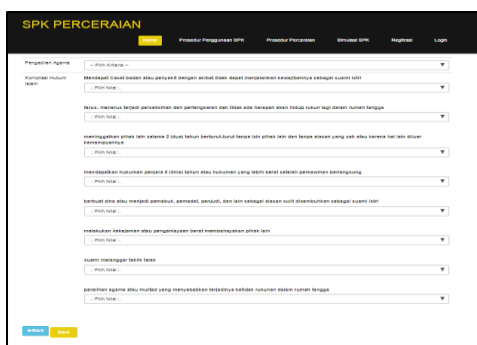 SPK PERCERAIAN
Home Prosedur Penggunaan SPK Prosedur Perceraian Simulasi SPK Registrasi Login
Pengadilan Agama
-- Pilih Kriteria --
Kompilasi Hukum
Islam
Mendapat Cacat badan atau penyakit dengan akibat tidak dapat menjalankan kewajibannya sebagai suami istri
.: Pilih Nilai :.
terus- menerus terjadi perselisihan dan pertengkaran dan tidak ada harapan akan hidup rukun lagi dalam rumah tangga
.: Pilih Nilai :.
meninggalkan pihak lain selama 2 (dua) tahun berturut-turut tanpa izin pihak lain dan tanpa alasan yang sah atau karena hal lain diluar
kemampuannya
.: Pilih Nilai :.
mendapatkan hukuman penjara 5 (lima) tahun atau hukuman yang lebih berat setelah perkawinan berlangsung
.: Pilih Nilai :.
berbuat zina atau menjadi pemabuk, pemadat, penjudi, dan lain sebagai alasan sulit disembuhkan sebagai suami istri
.: Pilih Nilai :.
melakukan kekejaman atau penganiayaan berat membahayakan pihak lain
.: Pilih Nilai :.
suami melanggar taklik talak
.: Pilih Nilai :.
peralihan agama atau murtad yang menyebabkan terjadinya ketidak rukunan dalam rumah tangga
.: Pilih Nilai :.